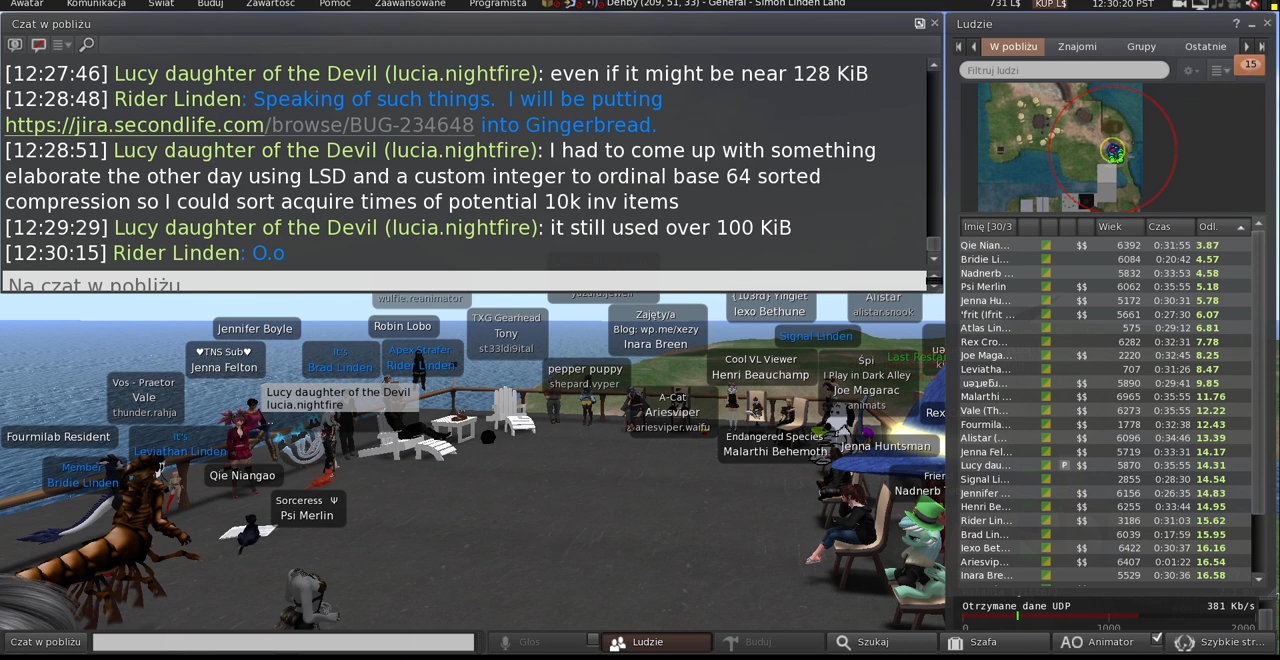 Awatar Komunikacja Świat Buduj Zawartość Pomoc Zaawansowane Programista
Denby (209, 51, 33) - General - Simon Linden Land
731 L$ KUP L$ 12:30:20 PST
Czat w pobliżu
[12:27:46] Lucy daughter of the Devil (lucia.nightfire): even if it might be near 128 KiB
[12:28:48] Rider Linden: Speaking of such things.  I will be putting
https://jira.secondlife.com/browse/BUG-234648 into Gingerbread.
[12:28:51] Lucy daughter of the Devil (lucia.nightfire): I had to come up with something
elaborate the other day using LSD and a custom integer to ordinal base 64 sorted
compression so I could sort acquire times of potential 10k inv items
[12:29:29] Lucy daughter of the Devil (lucia.nightfire): it still used over 100 KiB
[12:30:15] Rider Linden: O.o
Na czat w pobliżu
wulfie.reanimator
{103rd} Yinglet
Iexo Bethune
Alistar
alistar.snook
Jennifer Boyle
Robin Lobo
TXG Gearhead
Tony
st33ldi9ital
Zajęty/a
Blog: wp.me/xezy
Inara Breen
Signal Linden
♥TNS Sub♥
Jenna Felton
It's
Brad Linden
Apex Strafer
Rider Linden
pepper puppy
shepard.vyper
Cool VL Viewer
Henri Beauchamp
Śpi
I Play in Dark Alley
Joe Magarac
animats
Vos - Praetor
Vale
thunder.rahja
Lucy daughter of the Devil
lucia.nightfire
A-Cat
Ariesviper
ariesviper.waifu
Rex
Fourmilab Resident
It's
Leviathan Linden
Endangered Species
Malarthi Behemoth
Jenna Huntsman
Member
Bridie Linden
Qie Niangao
Nadnerb
Sorceress Ψ
Psi Merlin
Ludzie
W pobliżu Znajomi Grupy Ostatnie
Filtruj ludzi
15
Imię [30/3 Wiek Czas Odl.
Qie Nian... $$ 6392 0:31:55 3.87
Bridie Li... 6084 0:20:42 4.57
Nadnerb ... 5832 0:33:53 4.58
Psi Merlin $$ 6062 0:35:55 5.18
Jenna Hu... $$ 5172 0:30:31 5.78
'frit (Ifrit ... $$ 5661 0:27:30 6.07
Atlas Lin... 575 0:29:12 6.81
Rex Cro... 6282 0:32:31 7.78
Joe Maga... $$ 2220 0:32:45 8.25
Leviatha... 707 0:31:26 8.47
$$ 5890 0:29:41 9.85
Malarthi ... $$ 6965 0:35:55 11.76
Vale (Th... $$ 6273 0:35:55 12.22
Fourmila... $$ 1778 0:32:38 12.43
Alistar (... $$ 6096 0:34:46 13.39
Jenna Fel... $$ 5719 0:33:31 14.17
Lucy dau... P 5870 0:35:55 14.31
Signal Li... 2855 0:28:30 14.54
Jennifer ... $$ 6156 0:26:35 14.83
Henri Be... $$ 6255 0:33:44 14.95
Rider Lin... $$ 3186 0:31:03 15.62
Brad Lin... 6039 0:17:59 15.95
Iexo Bet... $$ 6422 0:30:37 16.16
Ariesvip... $$ 6407 0:01:22 16.54
Inara Bre... 5529 0:30:36 16.58
Otrzymane dane UDP 381 Kb/s
0 1000 2000
Czat w pobliżu Głos Ludzie Buduj Szukaj Szafa AO Animator Szybkie str...